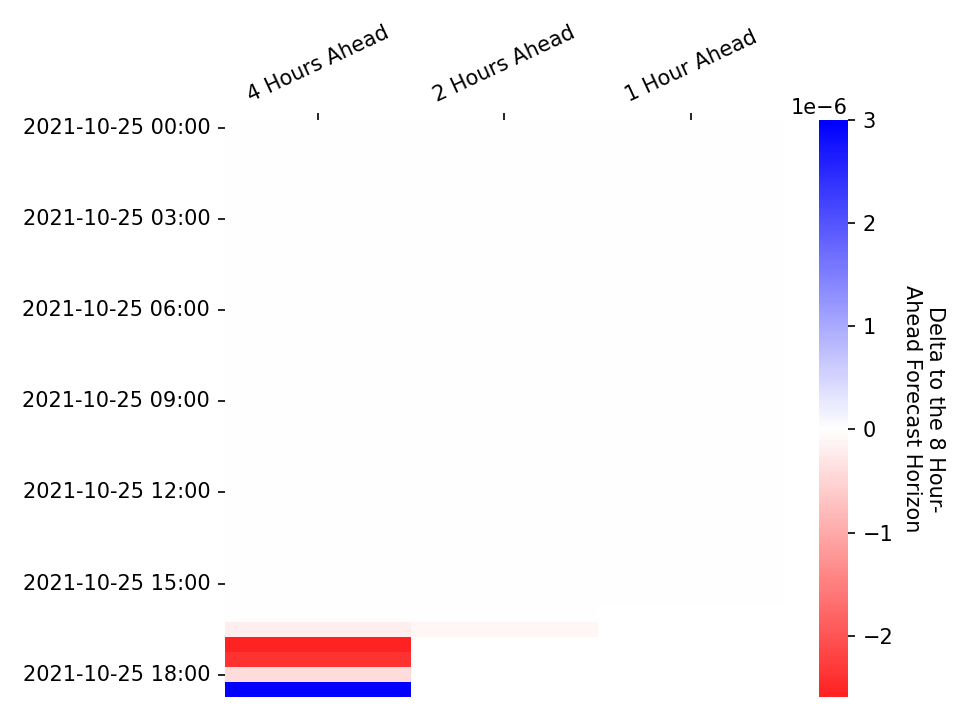 4 Hours Ahead
2 Hours Ahead
1 Hour Ahead
2021-10-25 00:00
2021-10-25 03:00
2021-10-25 06:00
2021-10-25 09:00
2021-10-25 12:00
2021-10-25 15:00
2021-10-25 18:00
1e−6
3
2
1
0
−1
−2
Delta to the 8 Hour-
Ahead Forecast Horizon